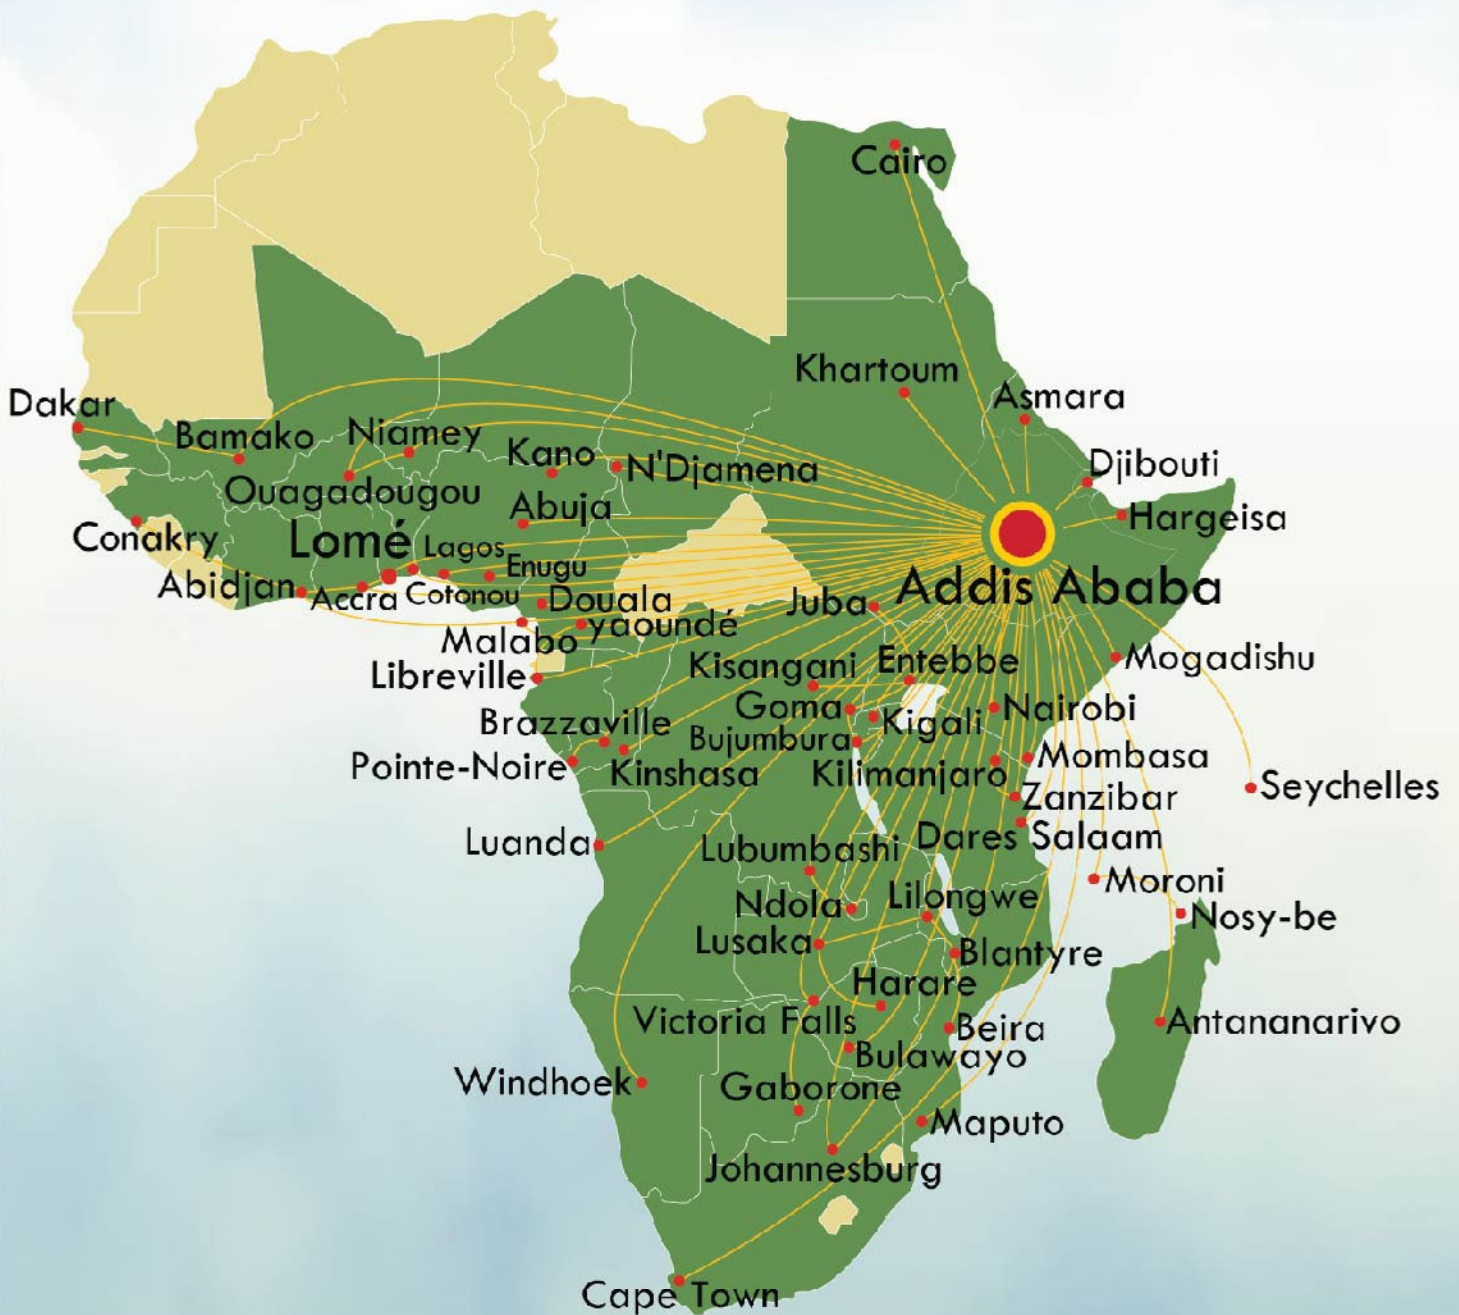 Cairo
Khartoum
Asmara
Dakar
Bamako
Niamey
Kano
N'Djamena
Djibouti
Ouagadougou
Abuja
Hargeisa
Conakry
Lomé
Lagos
Enugu
Abidjan
Accra
Cotonou
Douala
Juba
Addis Ababa
Malabo
yaoundé
Libreville
Kisangani
Entebbe
Mogadishu
Goma
Kigali
Nairobi
Brazzaville
Bujumbura
Pointe-Noire
Kinshasa
Kilimanjaro
Mombasa
Seychelles
Zanzibar
Luanda
Lubumbashi
Dares Salaam
Moroni
Ndola
Lilongwe
Nosy-be
Lusaka
Blantyre
Harare
Victoria Falls
Beira
Antananarivo
Bulawayo
Windhoek
Gaborone
Maputo
Johannesburg
Cape Town